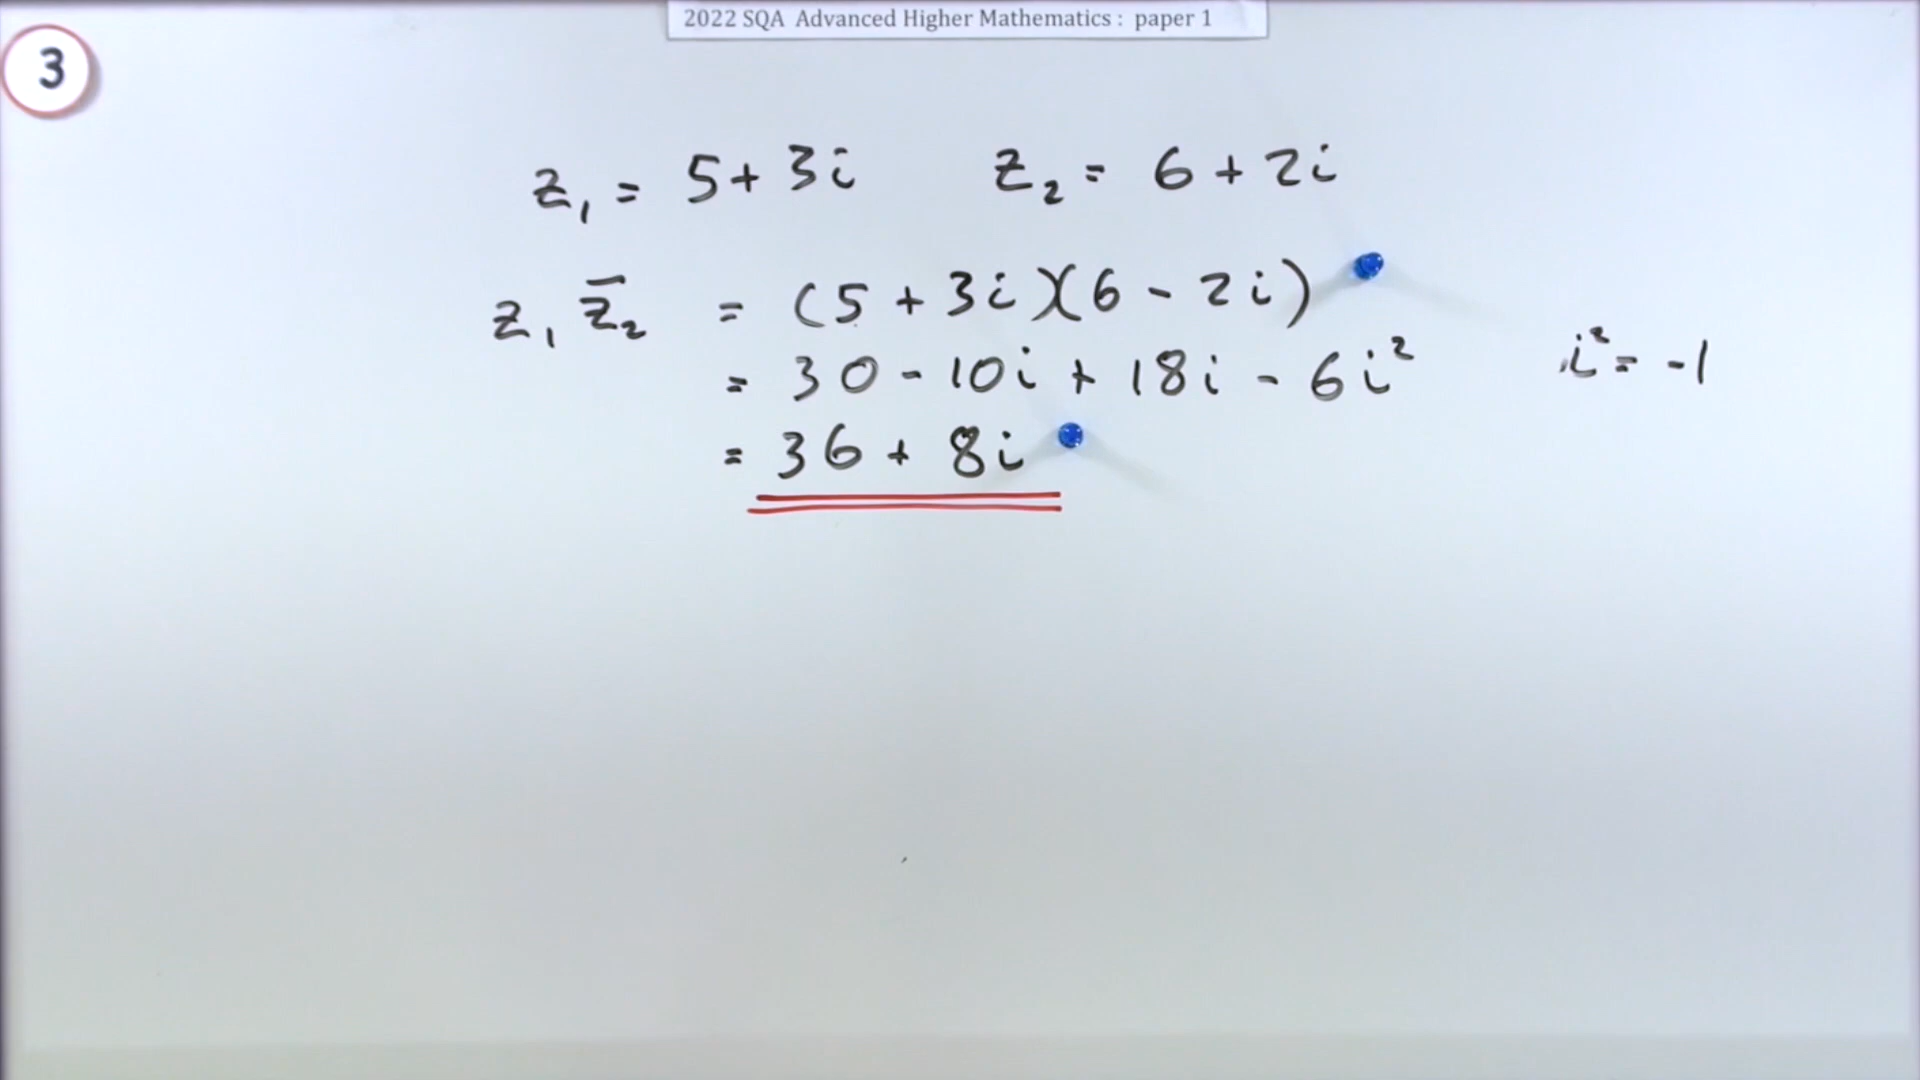 2022 SQA Advanced Higher Mathematics : paper 1
3
z₁ = 5 + 3i z₂ = 6 + 2i
z₁ z̄₂ = (5 + 3i)(6 - 2i)
= 30 - 10i + 18i - 6i² i² = -1
= 36 + 8i